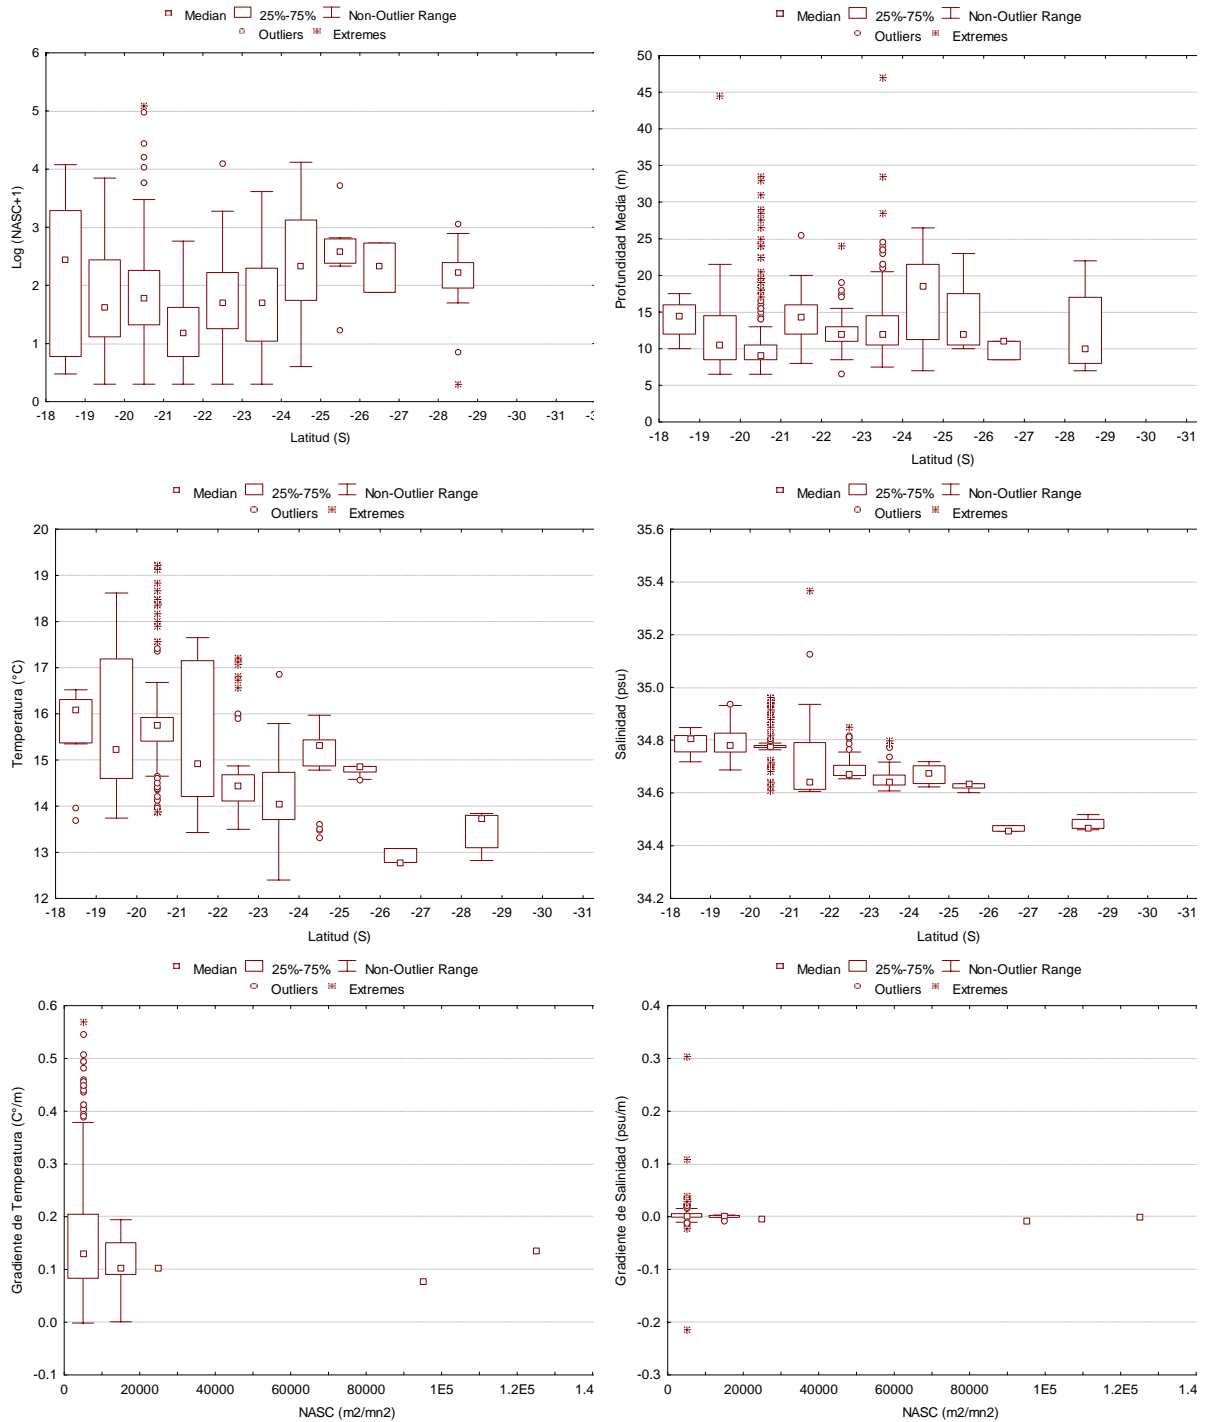 Median 25%-75% Non-Outlier Range
Outliers Extremes
6
5
4
3
2
1
0
-18 -19 -20 -21 -22 -23 -24 -25 -26 -27 -28 -29 -30 -31 -3
Log (NASC+1)
Latitud (S)
Median 25%-75% Non-Outlier Range
Outliers Extremes
50
45
40
35
30
25
20
15
10
5
0
-18 -19 -20 -21 -22 -23 -24 -25 -26 -27 -28 -29 -30 -31
Profundidad Media (m)
Latitud (S)
Median 25%-75% Non-Outlier Range
Outliers Extremes
20
19
18
17
16
15
14
13
12
-18 -19 -20 -21 -22 -23 -24 -25 -26 -27 -28 -29 -30 -31
Temperatura (°C)
Latitud (S)
Median 25%-75% Non-Outlier Range
Outliers Extremes
35.6
35.4
35.2
35.0
34.8
34.6
34.4
34.2
-18 -19 -20 -21 -22 -23 -24 -25 -26 -27 -28 -29 -30 -31
Salinidad (psu)
Latitud (S)
Median 25%-75% Non-Outlier Range
Outliers Extremes
0.6
0.5
0.4
0.3
0.2
0.1
0.0
-0.1
0 20000 40000 60000 80000 1E5 1.2E5 1.4
Gradiente de Temperatura (C°/m)
NASC (m2/mn2)
Median 25%-75% Non-Outlier Range
Outliers Extremes
0.4
0.3
0.2
0.1
0.0
-0.1
-0.2
-0.3
0 20000 40000 60000 80000 1E5 1.2E5 1.4
Gradiente de Salinidad (psu/m)
NASC (m2/mn2)